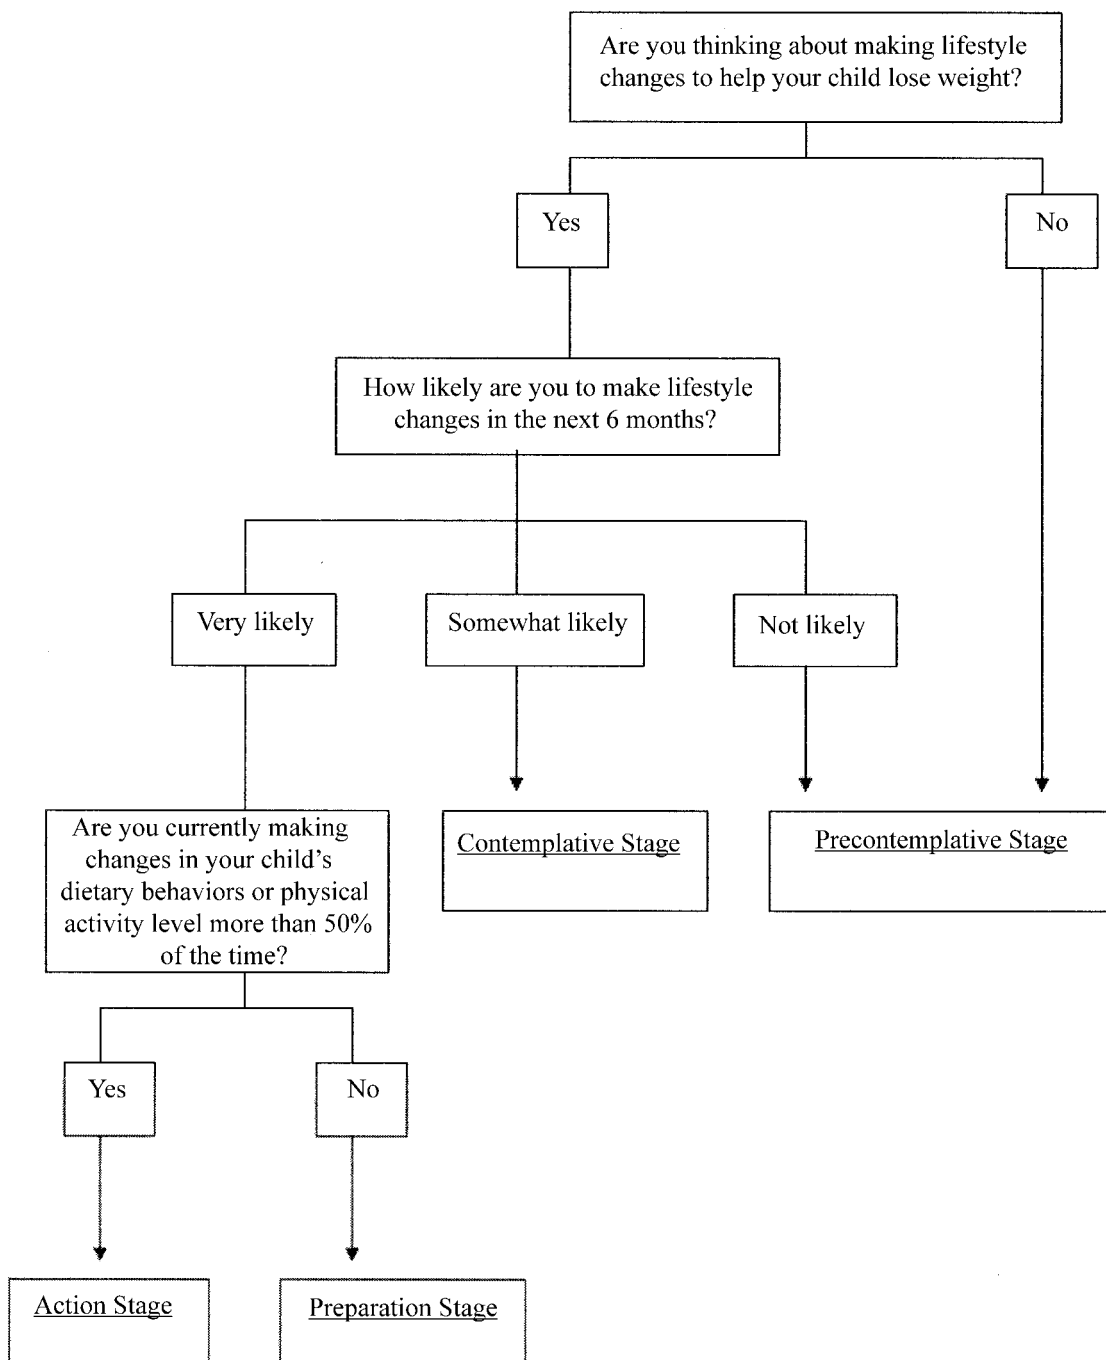 Are you thinking about making lifestyle
changes to help your child lose weight?
Yes
No
How likely are you to make lifestyle
changes in the next 6 months?
Very likely
Somewhat likely
Not likely
Are you currently making
changes in your child's
dietary behaviors or physical
activity level more than 50%
of the time?
Contemplative Stage
Precontemplative Stage
Yes
No
Action Stage
Preparation Stage